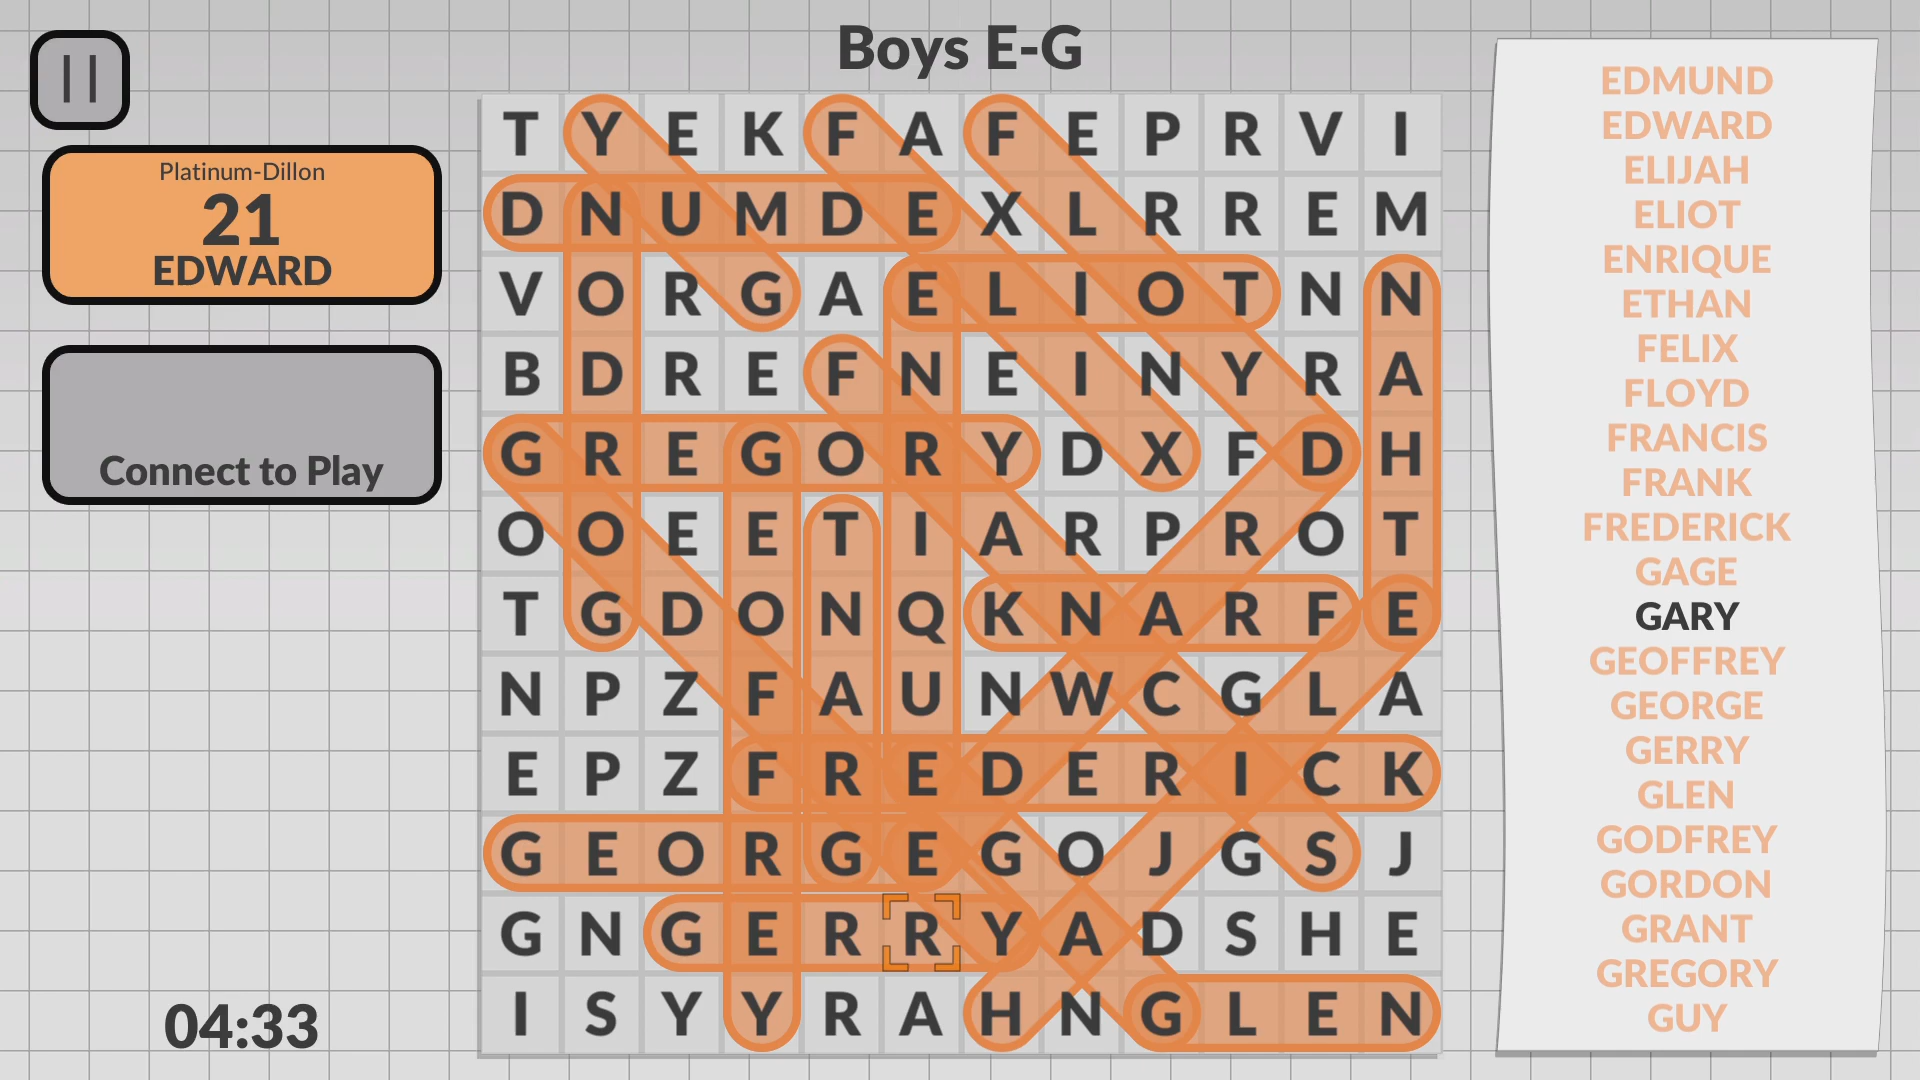 Boys E-G
Platinum-Dillon
21
EDWARD
Connect to Play
04:33
T Y E K F A F E P R V I
D N U M D E X L R R E M
V O R G A E L I O T N N
B D R E F N E I N Y R A
G R E G O R Y D X F D H
O O E E T I A R P R O T
T G D O N Q K N A R F E
N P Z F A U N W C G L A
E P Z F R E D E R I C K
G E O R G E G O J G S J
G N G E R R Y A D S H E
I S Y Y R A H N G L E N
EDMUND
EDWARD
ELIJAH
ELIOT
ENRIQUE
ETHAN
FELIX
FLOYD
FRANCIS
FRANK
FREDERICK
GAGE
GARY
GEOFFREY
GEORGE
GERRY
GLEN
GODFREY
GORDON
GRANT
GREGORY
GUY